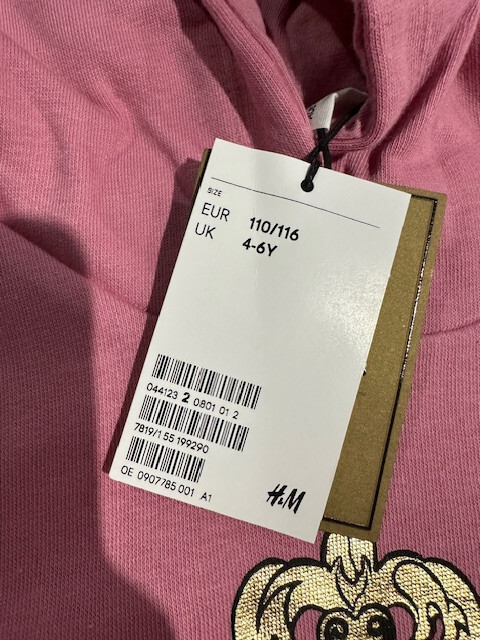 SIZE
EUR 110/116
UK 4-6Y
044123 2 0801 01 2
7819/1 55 199290
OE 0907785 001 A1
H&M